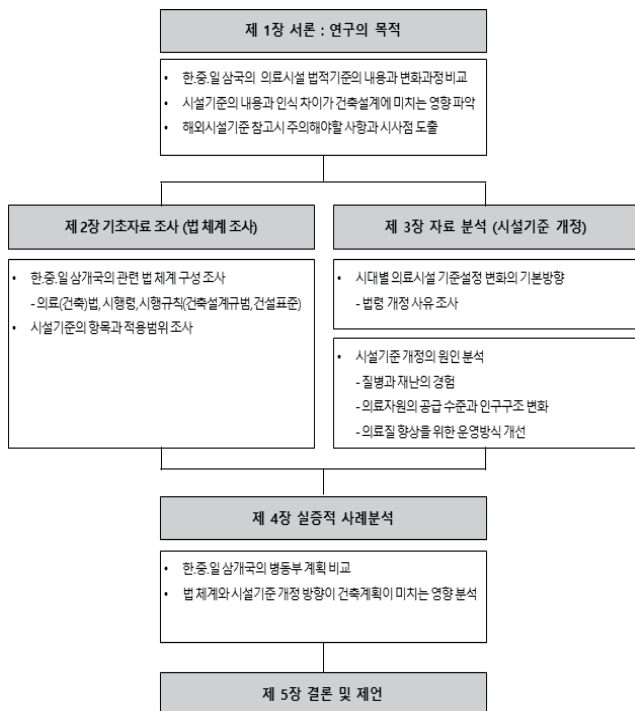 제 1장 서론 : 연구의 목적
• 한.중.일 삼국의 의료시설 법적기준의 내용과 변화과정 비교
• 시설기준의 내용과 인식 차이가 건축설계에 미치는 영향 파악
• 해외시설기준 참고시 주의해야할 사항과 시사점 도출
제 2장 기초자료 조사 (법 체계 조사)
• 한.중.일 삼개국의 관련 법 체계 구성 조사
- 의료(건축)법, 시행령, 시행규칙(건축설계규범, 건설표준)
• 시설기준의 항목과 적용범위 조사
제 3장 자료 분석 (시설기준 개정)
• 시대별 의료시설 기준설정 변화의 기본방향
- 법령 개정 사유 조사
• 시설기준 개정의 원인 분석
- 질병과 재난의 경험
- 의료자원의 공급 수준과 인구구조 변화
- 의료질 향상을 위한 운영방식 개선
제 4장 실증적 사례분석
• 한.중.일 삼개국의 병동부 계획 비교
• 법 체계와 시설기준 개정 방향이 건축계획이 미치는 영향 분석
제 5장 결론 및 제언